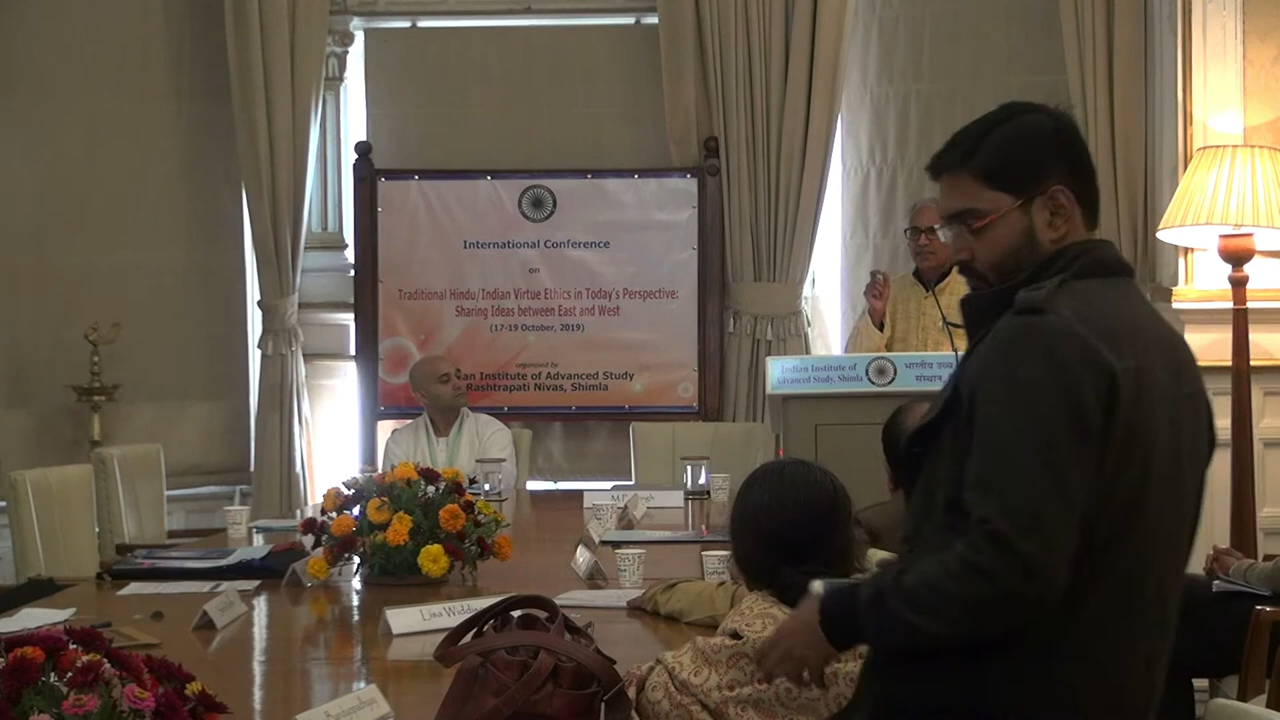 International Conference
on
Traditional Hindu/Indian Virtue Ethics in Today's Perspective:
Sharing Ideas between East and West
(17-19 October, 2019)
organised by
an Institute of Advanced Study
Rashtrapati Nivas, Shimla
Indian Institute of
Advanced Study, Shimla
भारतीय उच्च
संस्थान
Lisa